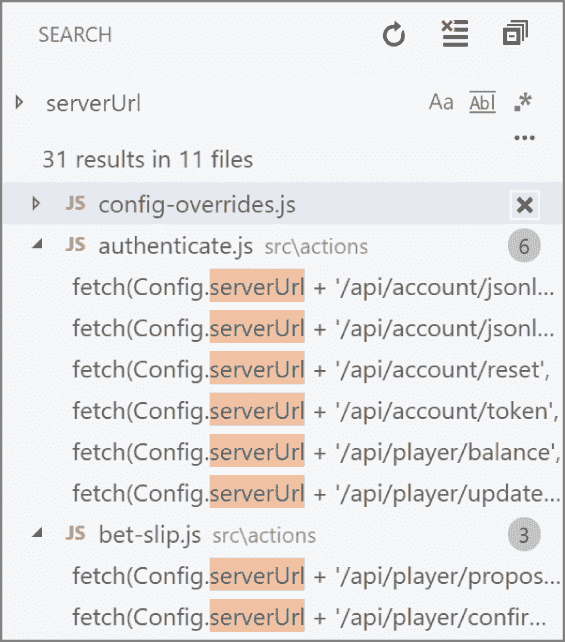 SEARCH
serverUrl Aa Abl .*
...
31 results in 11 files
JS config-overrides.js
JS authenticate.js src\actions 6
fetch(Config.serverUrl + '/api/account/jsonl...
fetch(Config.serverUrl + '/api/account/jsonl...
fetch(Config.serverUrl + '/api/account/reset',
fetch(Config.serverUrl + '/api/account/token',
fetch(Config.serverUrl + '/api/player/balance',
fetch(Config.serverUrl + '/api/player/update...
JS bet-slip.js src\actions 3
fetch(Config.serverUrl + '/api/player/propos...
fetch(Config.serverUrl + '/api/player/confir...